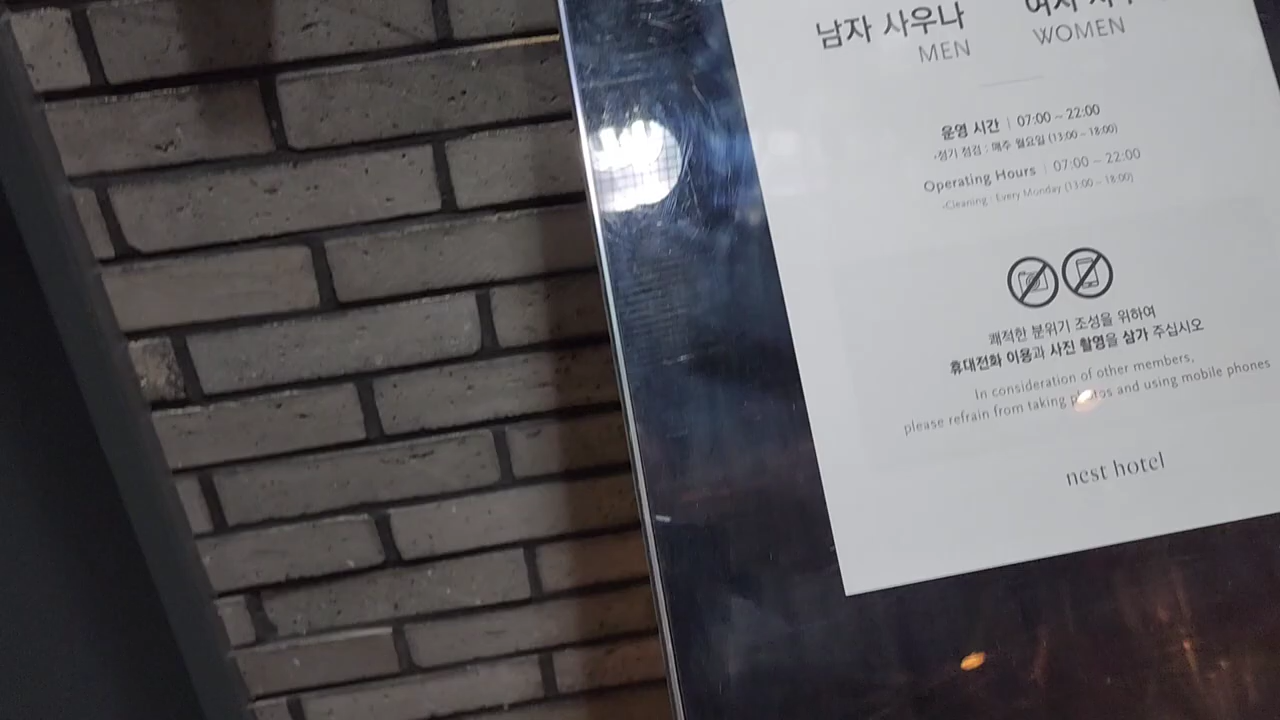 남자 사우나
MEN
여자
WOMEN
운영 시간 | 07:00 ~ 22:00
·정기 점검 : 매주 월요일 (13:00 ~ 18:00)
Operating Hours | 07:00 ~ 22:00
·Cleaning : Every Monday (13:00 ~ 18:00)
쾌적한 분위기 조성을 위하여
휴대전화 이용과 사진 촬영을 삼가 주십시오
In consideration of other members,
please refrain from taking photos and using mobile phones
nest hotel